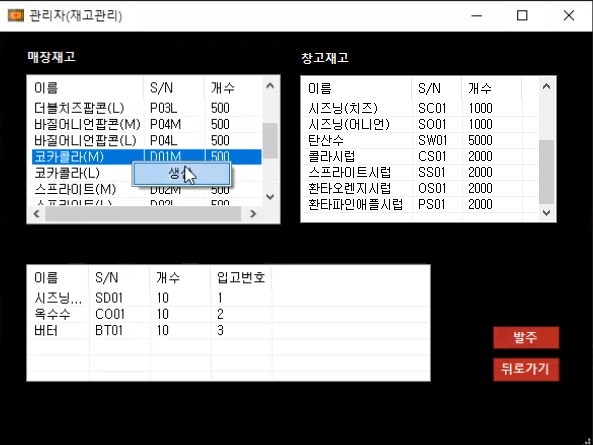 관리자(재고관리)
매장재고
이름 S/N 개수
더블치즈팝콘(L) P03L 500
바질어니언팝콘(M) P04M 500
바질어니언팝콘(L) P04L 500
코카콜라(M) D01M 500
코카콜라(L)
스프라이트(M) D02M 500
스프라이트(L) D02L 500
창고재고
이름 S/N 개수
시즈닝(치즈) SC01 1000
시즈닝(어니언) SO01 1000
탄산수 SW01 5000
콜라시럽 CS01 2000
스프라이트시럽 SS01 2000
환타오렌지시럽 OS01 2000
환타파인애플시럽 PS01 2000
이름 S/N 개수 입고번호
시즈닝,,, SD01 10 1
옥수수 CO01 10 2
버터 BT01 10 3
발주
뒤로가기